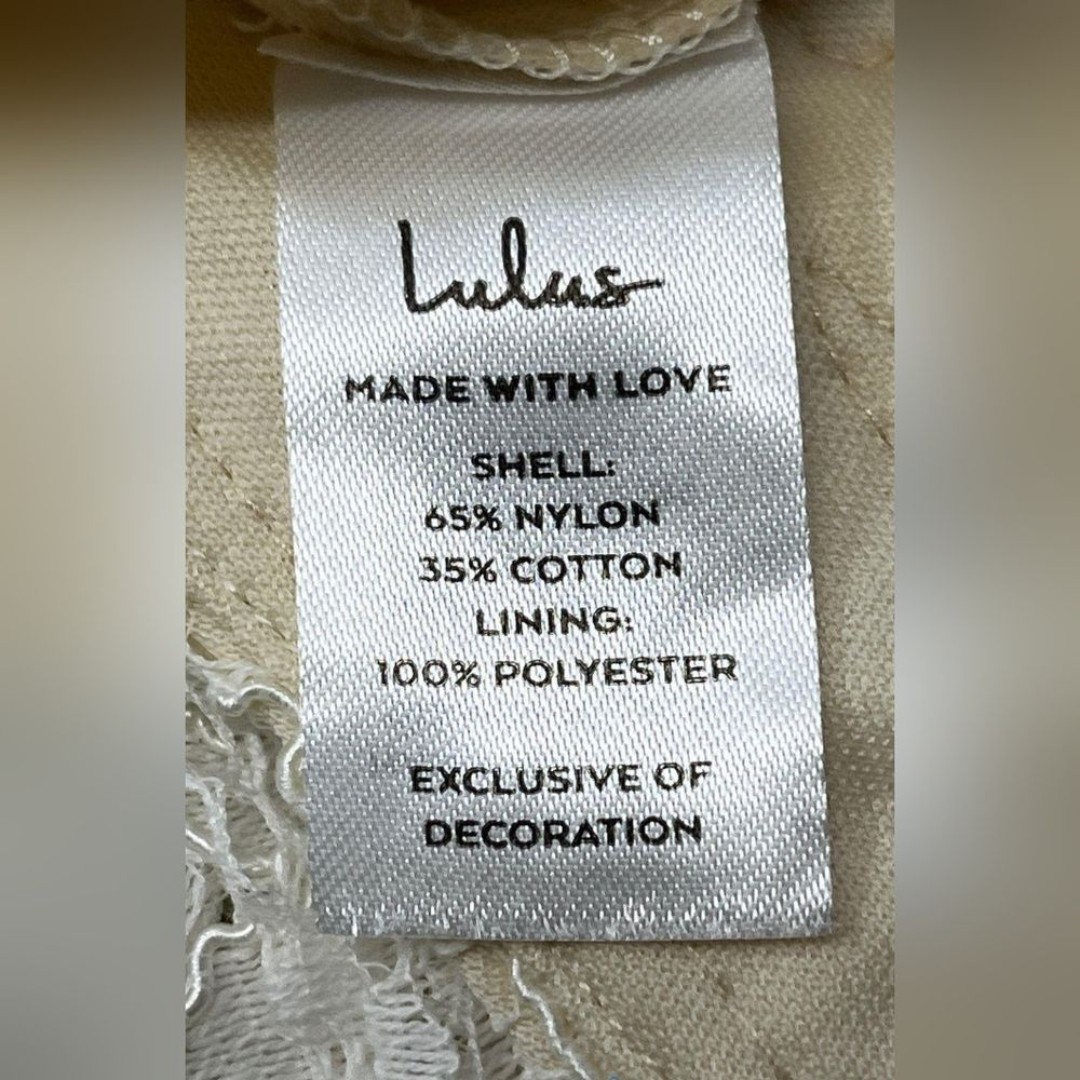 Lulus
MADE WITH LOVE
SHELL:
65% NYLON
35% COTTON
LINING:
100% POLYESTER
EXCLUSIVE OF
DECORATION